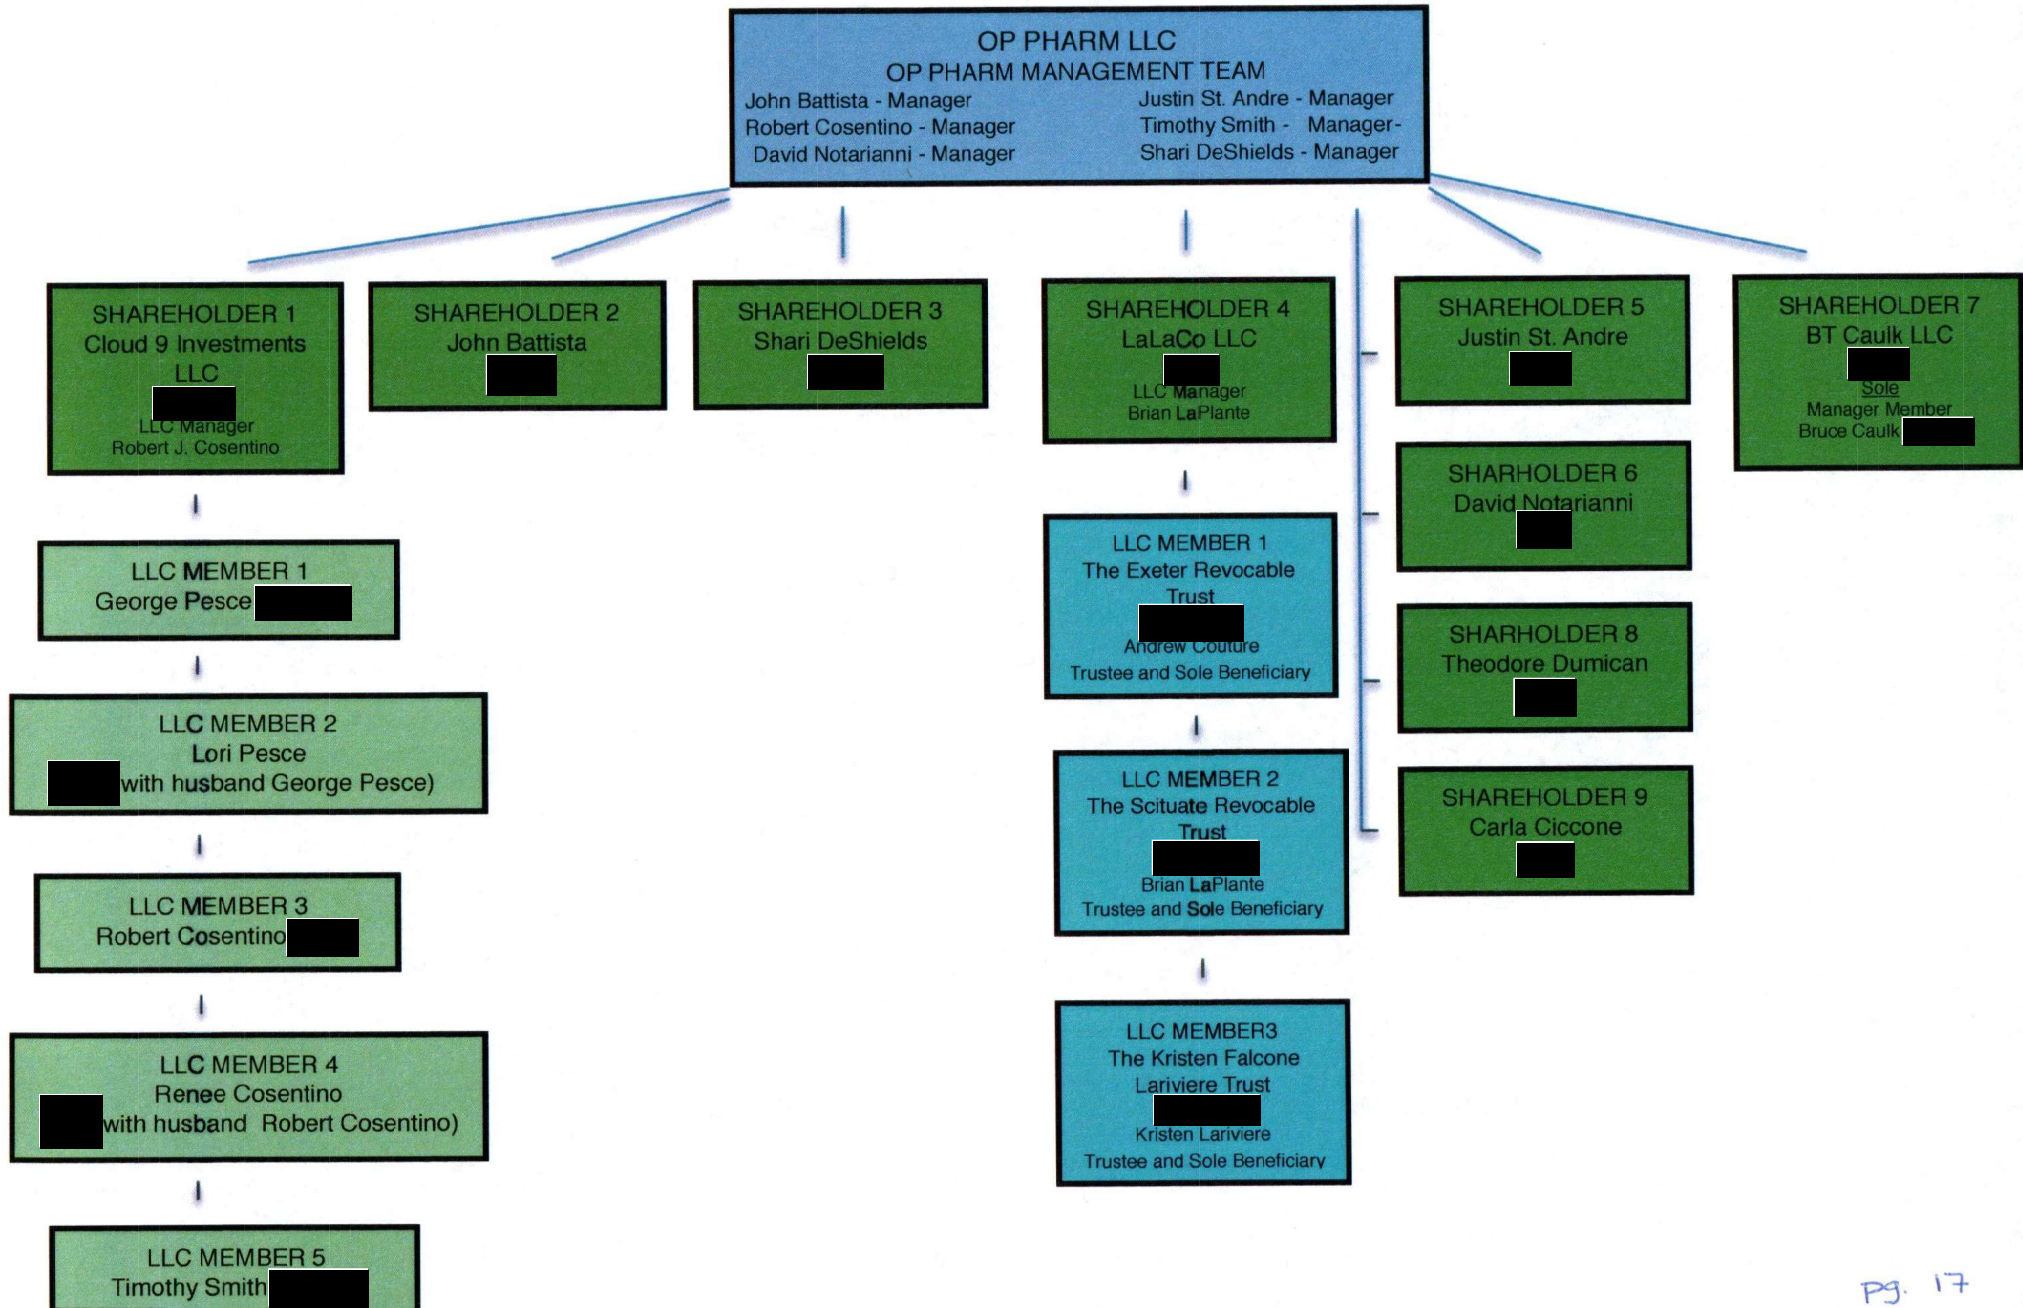 OP PHARM LLC
OP PHARM MANAGEMENT TEAM
John Battista - Manager
Robert Cosentino - Manager
David Notarianni - Manager
Justin St. Andre - Manager
Timothy Smith - Manager-
Shari DeShields - Manager
SHAREHOLDER 1
Cloud 9 Investments
LLC
LLC Manager
Robert J. Cosentino
LLC MEMBER 1
George Pesce
LLC MEMBER 2
Lori Pesce
with husband George Pesce)
LLC MEMBER 3
Robert Cosentino
LLC MEMBER 4
Renee Cosentino
with husband Robert Cosentino)
LLC MEMBER 5
Timothy Smith
SHAREHOLDER 2
John Battista
SHAREHOLDER 3
Shari DeShields
SHAREHOLDER 4
LaLaCo LLC
LLC Manager
Brian LaPlante
LLC MEMBER 1
The Exeter Revocable
Trust
Andrew Couture
Trustee and Sole Beneficiary
LLC MEMBER 2
The Scituate Revocable
Trust
Brian LaPlante
Trustee and Sole Beneficiary
LLC MEMBER3
The Kristen Falcone
Lariviere Trust
Kristen Lariviere
Trustee and Sole Beneficiary
SHAREHOLDER 5
Justin St. Andre
SHARHOLDER 6
David Notarianni
SHARHOLDER 8
Theodore Dumican
SHAREHOLDER 9
Carla Ciccone
SHAREHOLDER 7
BT Caulk LLC
Sole
Manager Member
Bruce Caulk
pg. 17